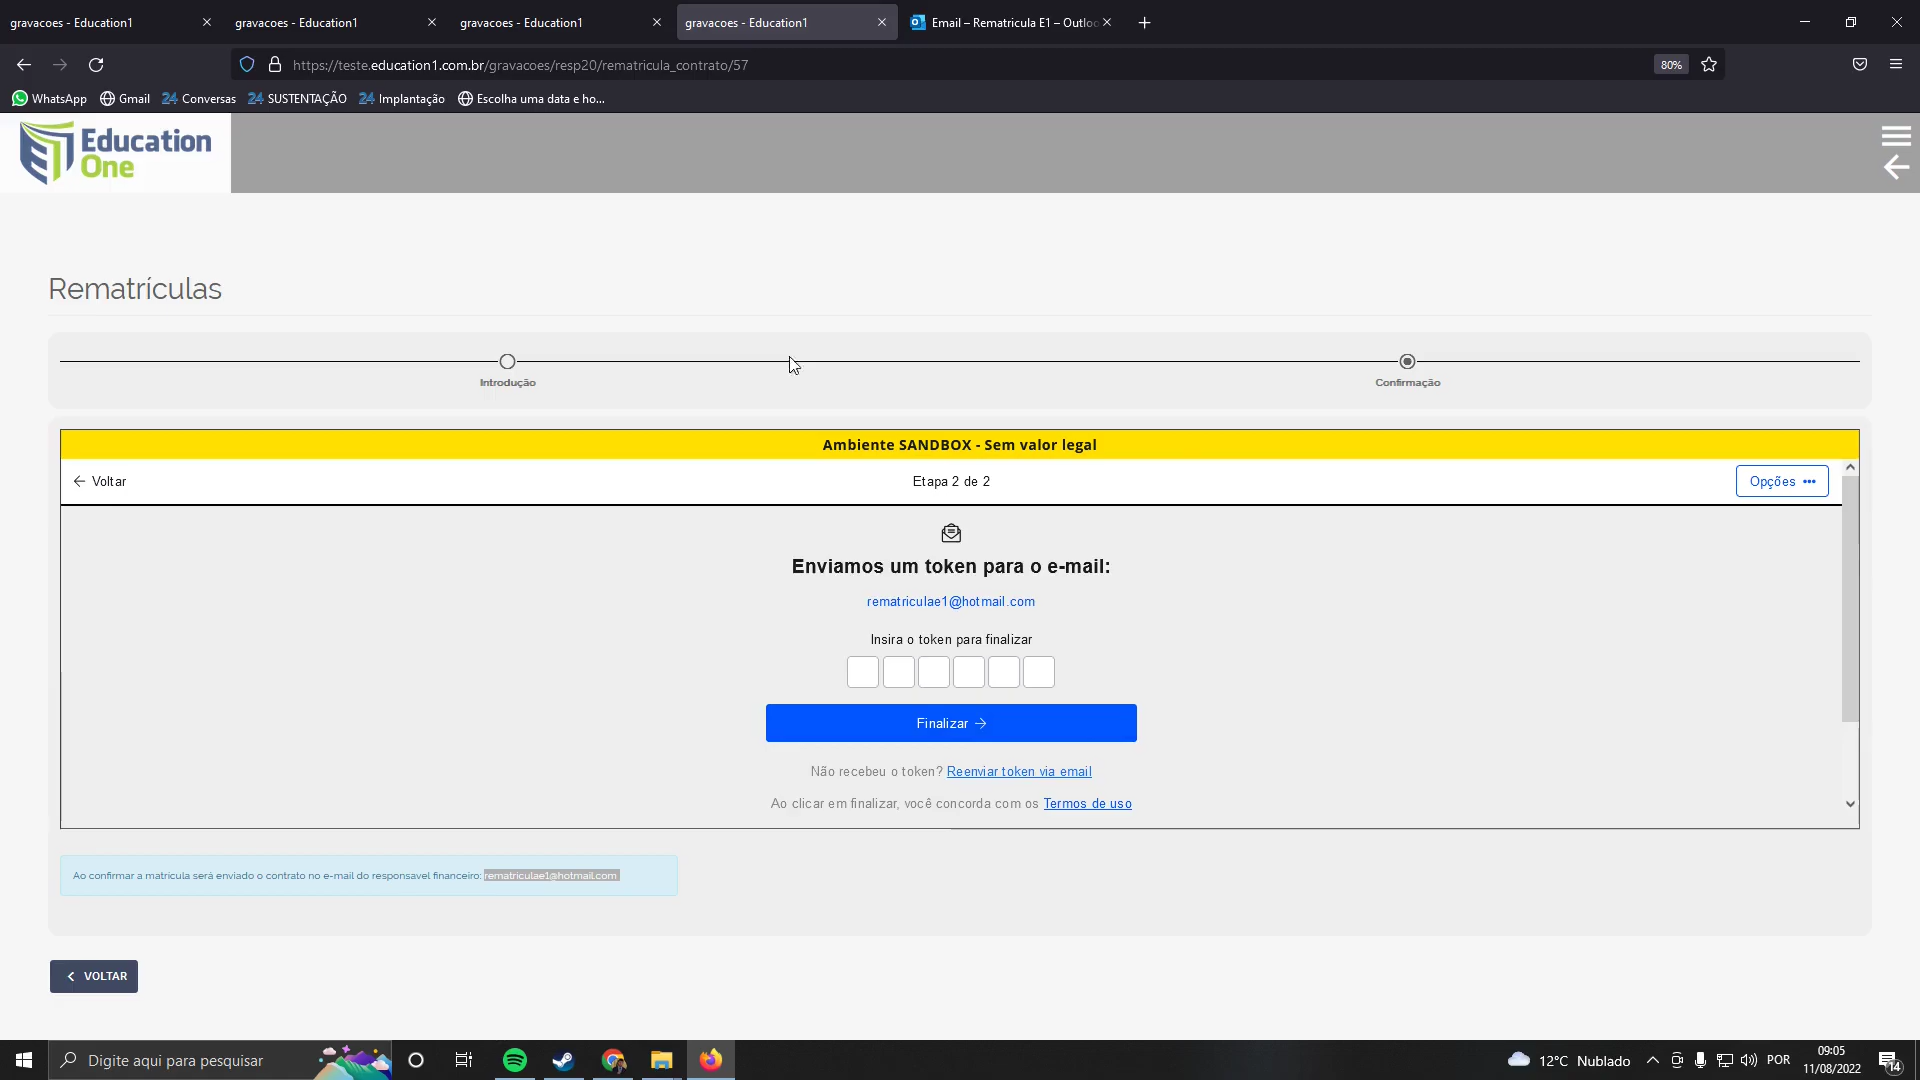 gravacoes - Education1
gravacoes - Education1
gravacoes - Education1
gravacoes - Education1
Email – Rematricula E1 – Outloo
https://teste.education1.com.br/gravacoes/resp20/rematricula_contrato/57
80%
WhatsApp
Gmail
24 Conversas
24 SUSTENTAÇÃO
24 Implantação
Escolha uma data e ho...
Education
One
Rematrículas
Introdução
Confirmação
Ambiente SANDBOX - Sem valor legal
Voltar
Etapa 2 de 2
Opções
Enviamos um token para o e-mail:
rematriculae1@hotmail.com
Insira o token para finalizar
Finalizar
Não recebeu o token? Reenviar token via email
Ao clicar em finalizar, você concorda com os Termos de uso
Ao confirmar a matrícula será enviado o contrato no e-mail do responsavel financeiro: rematriculae1@hotmail.com
VOLTAR
Digite aqui para pesquisar
12°C Nublado
POR
09:05
11/08/2022
14